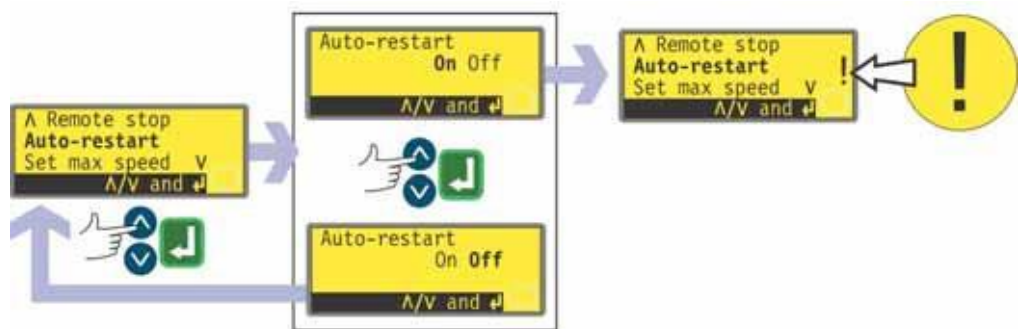 Λ Remote stop
Auto-restart
Set max speed V
Λ/V and ↲
Auto-restart
On Off
Λ/V and ↲
Auto-restart
On Off
Λ/V and ↲
Λ Remote stop
Auto-restart !
Set max speed V
Λ/V and ↲
!